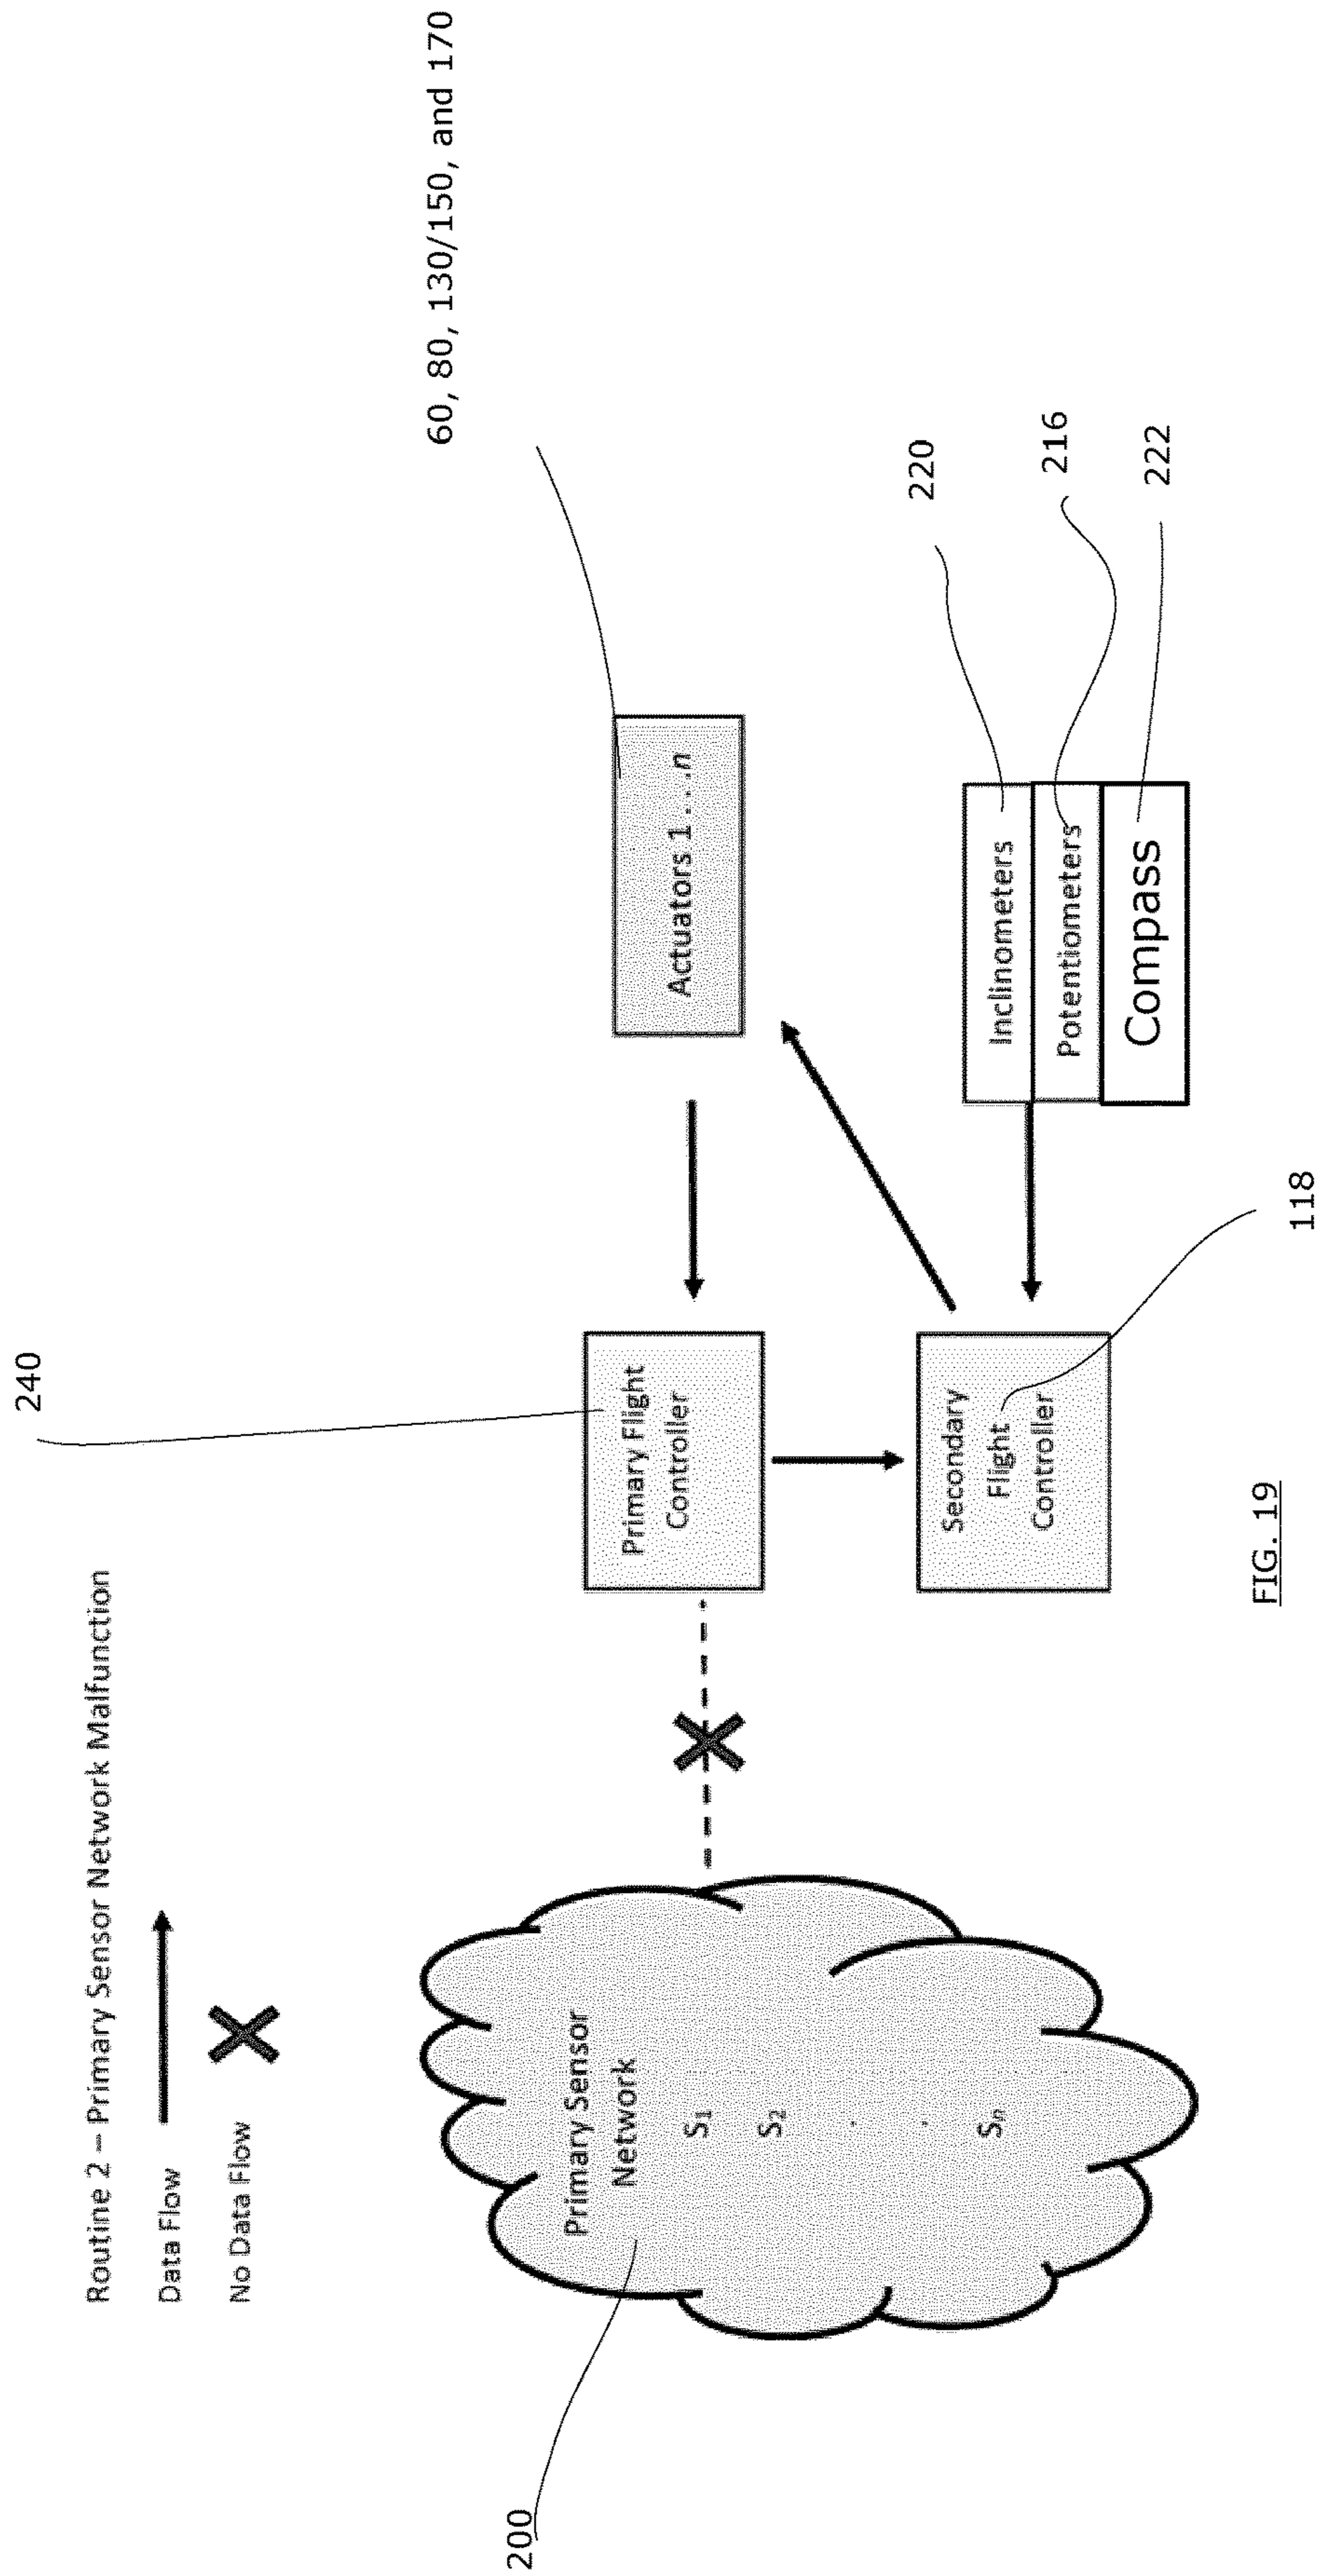 Routine 2 – Primary Sensor Network Malfunction
Data Flow
No Data Flow
240
60, 80, 130/150, and 170
200
Primary Sensor
Network
S1
S2
.
.
Sn
Primary Flight
Controller
Actuators 1 . . . n
Secondary
Flight
Controller
Inclinometers
Potentiometers
Compass
220
216
222
118
FIG. 19